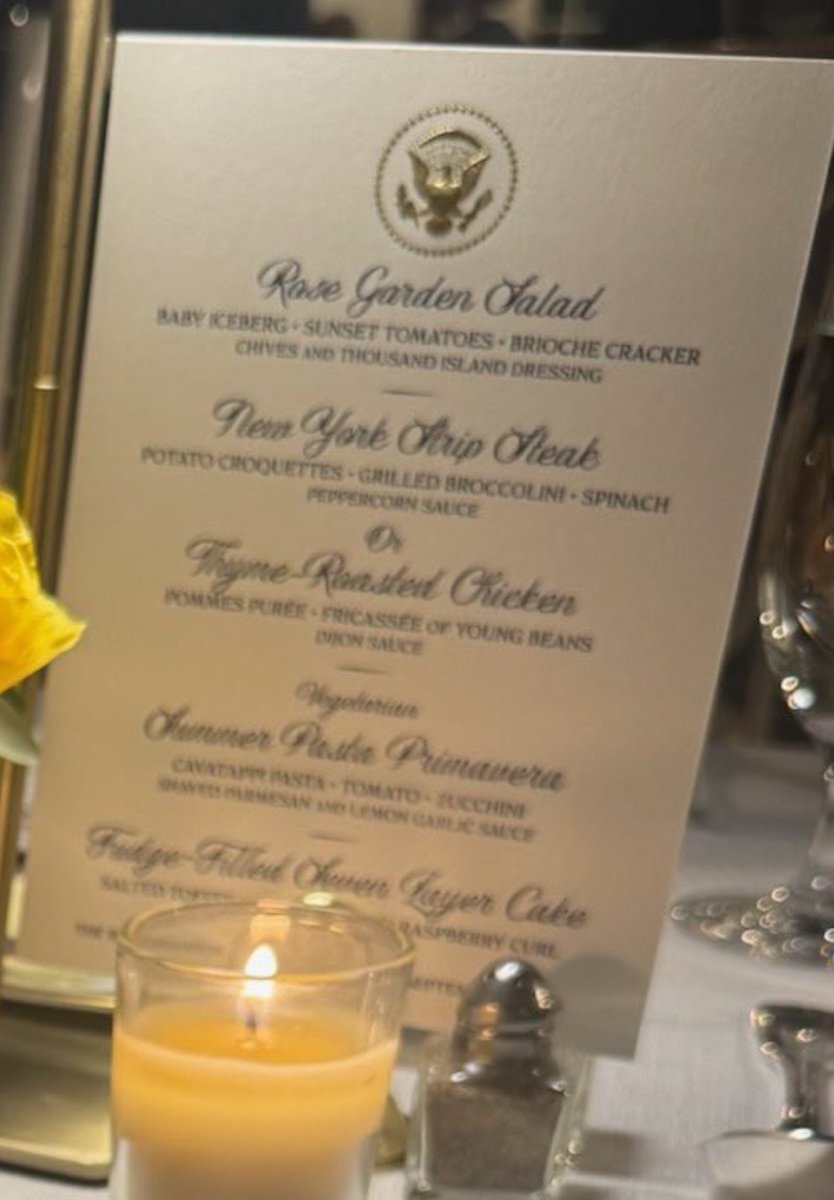 Rose Garden Salad
BABY ICEBERG • SUNSET TOMATOES • BRIOCHE CRACKER
CHIVES AND THOUSAND ISLAND DRESSING
New York Strip Steak
POTATO CROQUETTES • GRILLED BROCCOLINI • SPINACH
PEPPERCORN SAUCE
Or
Thyme-Roasted Chicken
POMMES PURÉE • FRICASSÉE OF YOUNG BEANS
DIJON SAUCE
Vegetarian
Summer Pasta Primavera
CAVATAPPI PASTA • TOMATO • ZUCCHINI
SHAVED PARMESAN AND LEMON GARLIC SAUCE
Fudge-Filled Seven Layer Cake
SALTED RASPBERRY CURL
THE